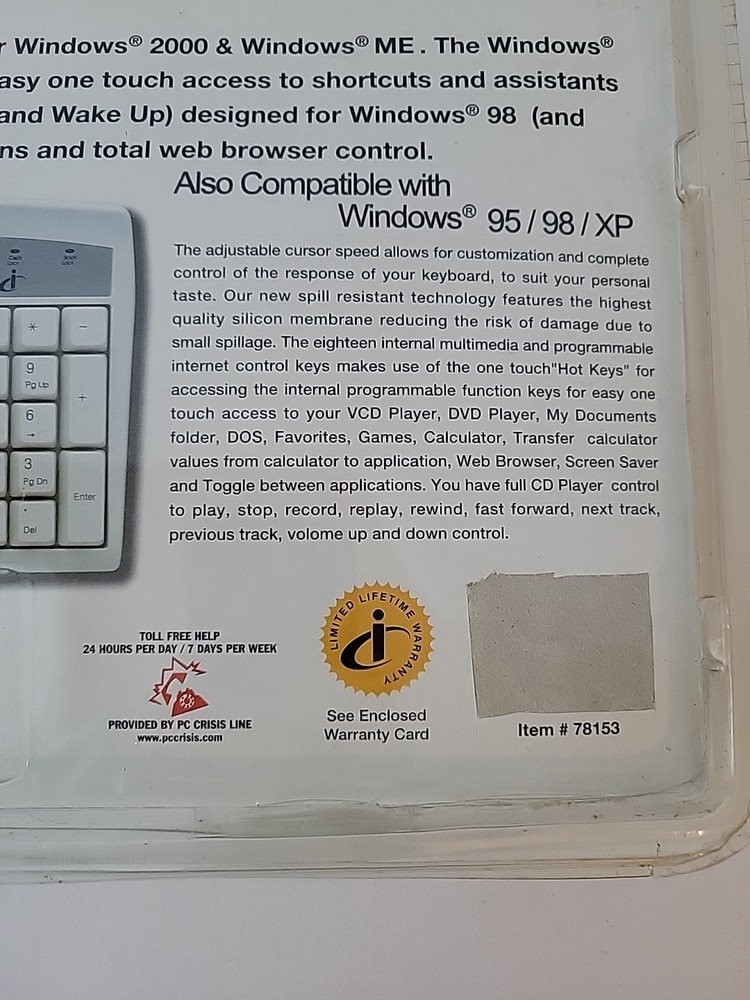 r Windows® 2000 & Windows® ME. The Windows®
asy one touch access to shortcuts and assistants
and Wake Up) designed for Windows® 98 (and
ns and total web browser control.
Also Compatible with
Windows® 95 / 98 / XP
The adjustable cursor speed allows for customization and complete
control of the response of your keyboard, to suit your personal
taste. Our new spill resistant technology features the highest
quality silicon membrane reducing the risk of damage due to
small spillage. The eighteen internal multimedia and programmable
internet control keys makes use of the one touch"Hot Keys" for
accessing the internal programmable function keys for easy one
touch access to your VCD Player, DVD Player, My Documents
folder, DOS, Favorites, Games, Calculator, Transfer calculator
values from calculator to application, Web Browser, Screen Saver
and Toggle between applications. You have full CD Player control
to play, stop, record, replay, rewind, fast forward, next track,
previous track, volome up and down control.
Caps Lock
Scroll Lock
* -
9 Pg Up
+
6 →
3 Pg Dn
Enter
. Del
TOLL FREE HELP
24 HOURS PER DAY / 7 DAYS PER WEEK
PROVIDED BY PC CRISIS LINE
www.pccrisis.com
LIMITED LIFETIME WARRANTY
See Enclosed
Warranty Card
Item # 78153